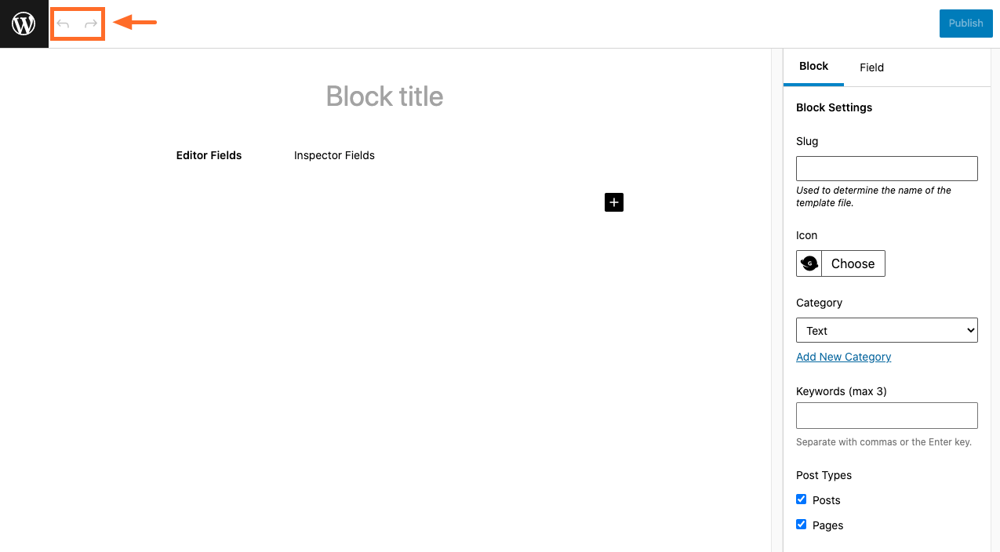 Publish
Block title
Editor Fields
Inspector Fields
Block
Field
Block Settings
Slug
Used to determine the name of the
template file.
Icon
G
Choose
Category
Text
Add New Category
Keywords (max 3)
Separate with commas or the Enter key.
Post Types
Posts
Pages